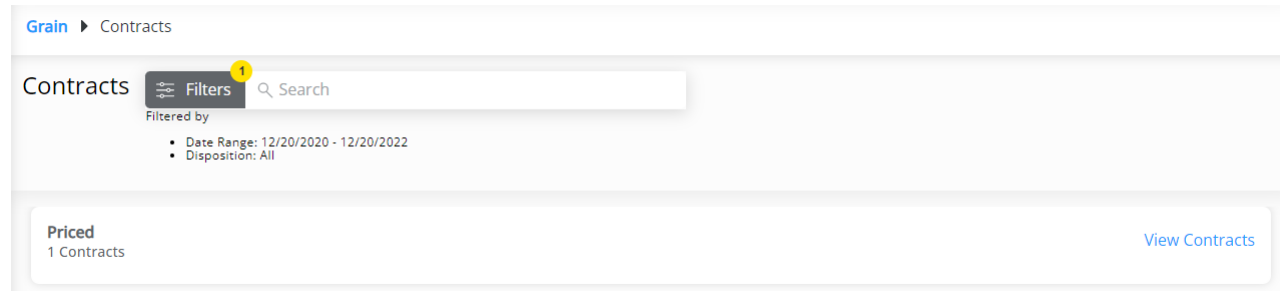 Grain Contracts
Contracts Filters 1 Search
Filtered by
Date Range: 12/20/2020 - 12/20/2022
Disposition: All
Priced
1 Contracts
View Contracts